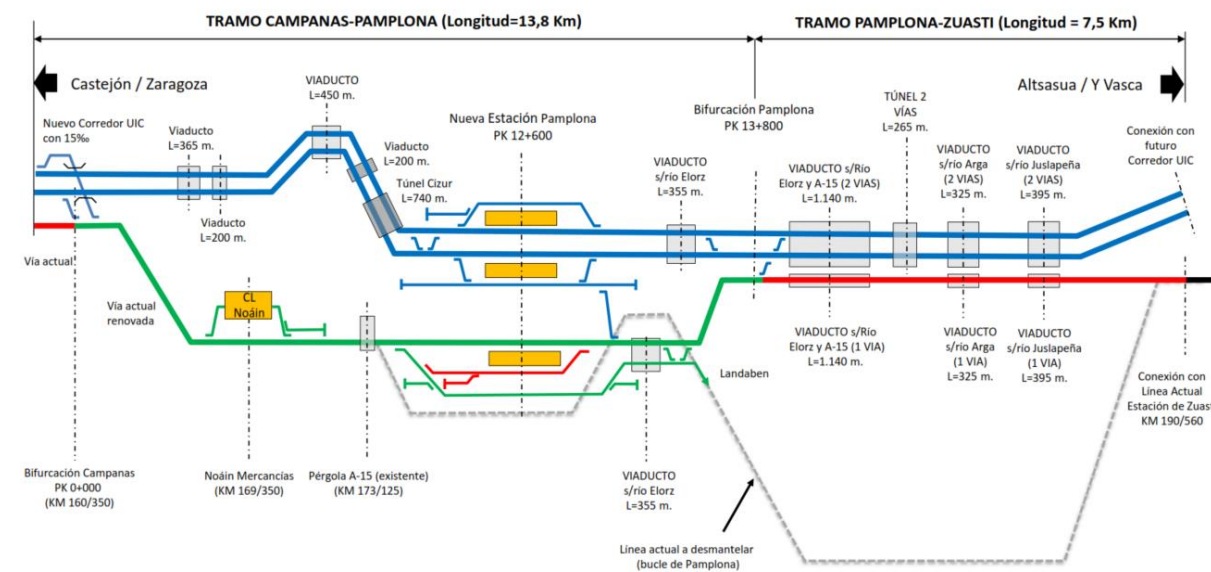 TRAMO CAMPANAS-PAMPLONA (Longitud=13,8 Km)
TRAMO PAMPLONA-ZUASTI (Longitud = 7,5 Km)
Castejón / Zaragoza
Altsasua / Y Vasca
Nuevo Corredor UIC
con 15‰
Viaducto
L=365 m.
Viaducto
L=200 m.
VIADUCTO
L=450 m.
Viaducto
L=200 m.
Túnel Cizur
L=740 m.
Nueva Estación Pamplona
PK 12+600
VIADUCTO
s/río Elorz
L=355 m.
Bifurcación Pamplona
PK 13+800
VIADUCTO s/Río
Elorz y A-15 (2 VIAS)
L=1.140 m.
TÚNEL 2
VÍAS
L=265 m.
VIADUCTO
s/río Arga
(2 VIAS)
L=325 m.
VIADUCTO
s/río Juslapeña
(2 VIAS)
L=395 m.
Conexión con
futuro
Corredor UIC
Vía actual
Vía actual
renovada
CL
Noáin
Landaben
VIADUCTO s/Río
Elorz y A-15 (1 VIA)
L=1.140 m.
VIADUCTO
s/río Arga
(1 VIA)
L=325 m.
VIADUCTO
s/río Juslapeña
(1 VIA)
L=395 m.
Conexión con
Línea Actual
Estación de Zuast
KM 190/560
Bifurcación Campanas
PK 0+000
(KM 160/350)
Noáin Mercancías
(KM 169/350)
Pérgola A-15 (existente)
(KM 173/125)
VIADUCTO
s/río Elorz
L=355 m.
Línea actual a desmantelar
(bucle de Pamplona)